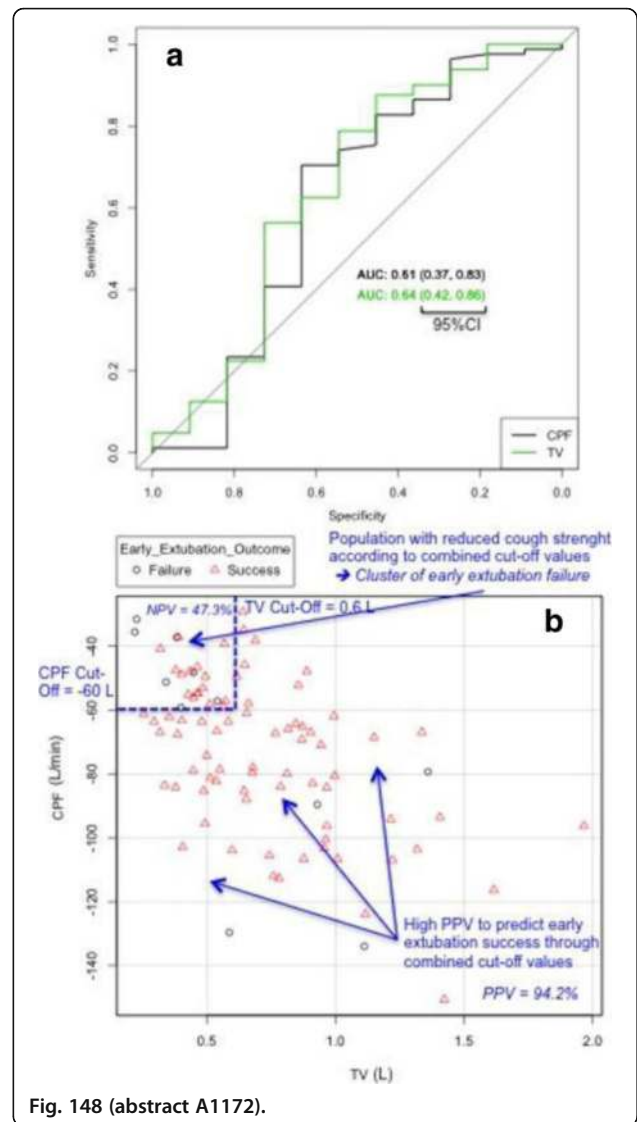 a
1.0
0.8
0.6
0.4
0.2
0.0
Sensitivity
AUC: 0.61 (0.37, 0.83)
AUC: 0.64 (0.42, 0.86)
95%CI
CPF
TV
1.0 0.8 0.6 0.4 0.2 0.0
Specificity
Early_Extubation_Outcome
Failure Success
Population with reduced cough strenght
according to combined cut-off values
→ Cluster of early extubation failure
NPV = 47.3%
TV Cut-Off = 0.6 L
b
CPF Cut-
Off = -60 L
-40
-60
-80
-100
-120
-140
CPF (L/min)
High PPV to predict early
extubation success through
combined cut-off values
PPV = 94.2%
0.5 1.0 1.5 2.0
TV (L)
Fig. 148 (abstract A1172).